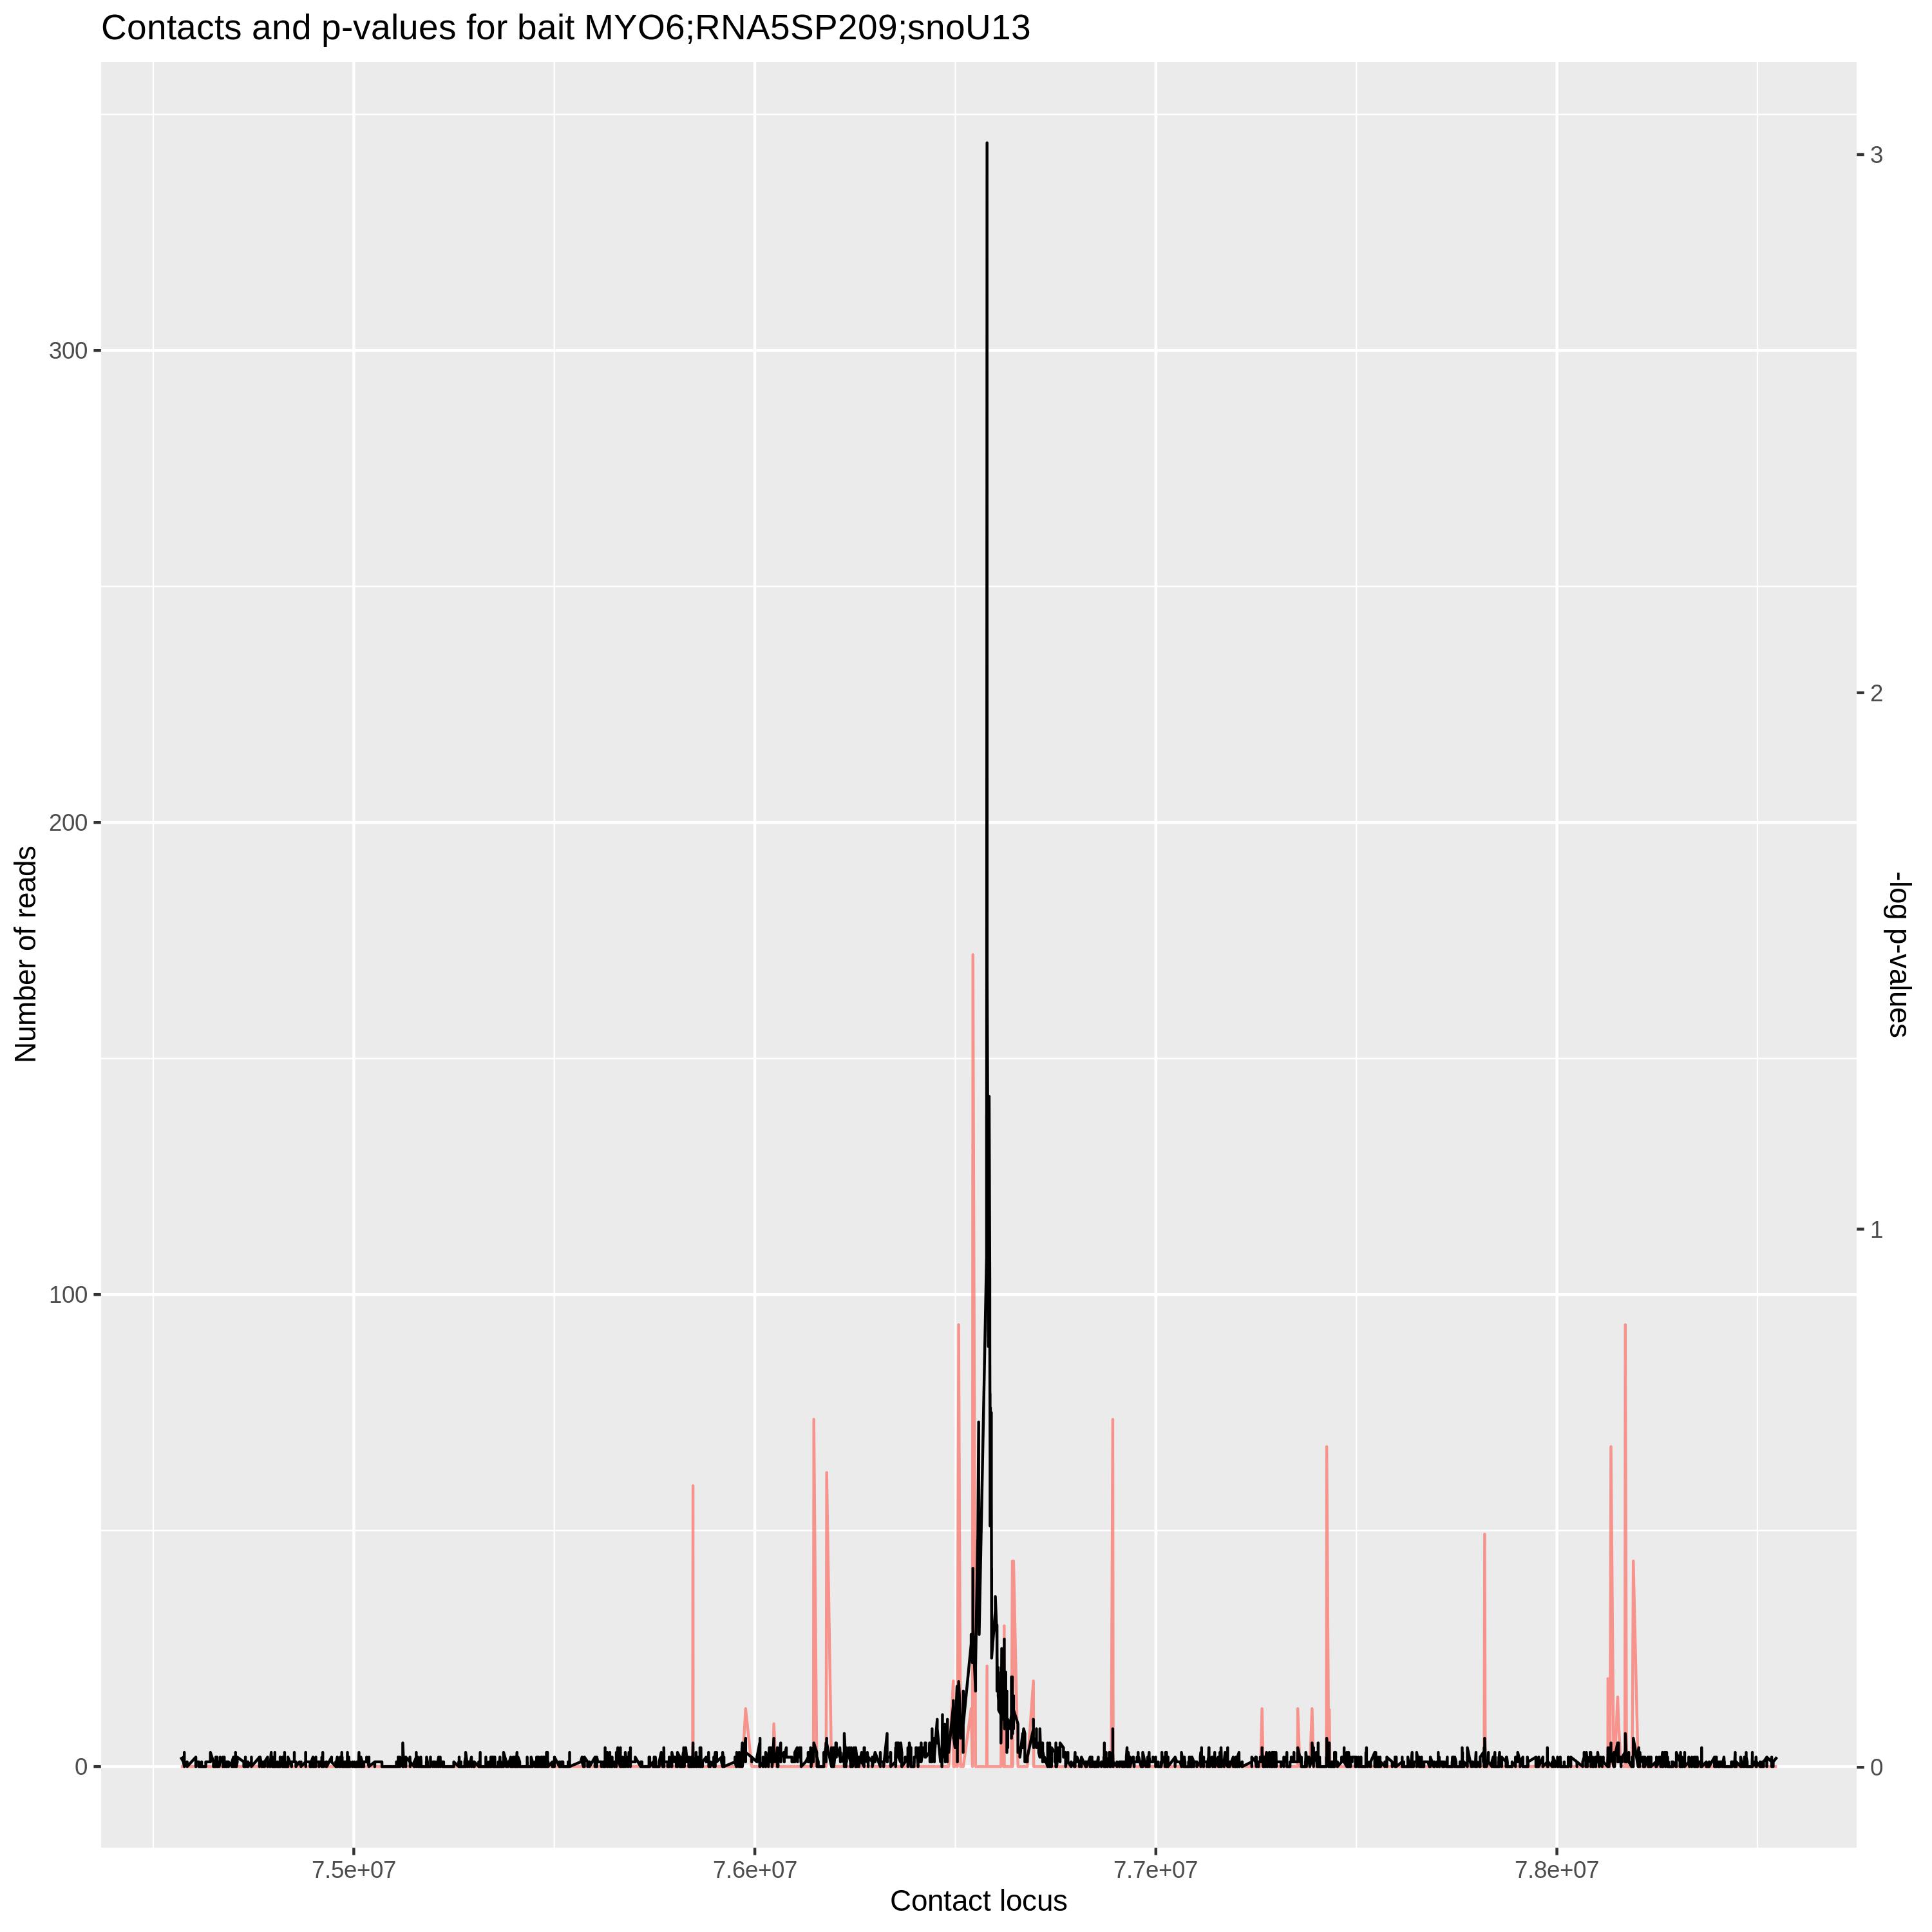 Contacts and p-values for bait MYO6;RNA5SP209;snoU13
Number of reads
300
200
100
0
3
2
1
0
-log p-values
7.5e+07
7.6e+07
7.7e+07
7.8e+07
Contact locus